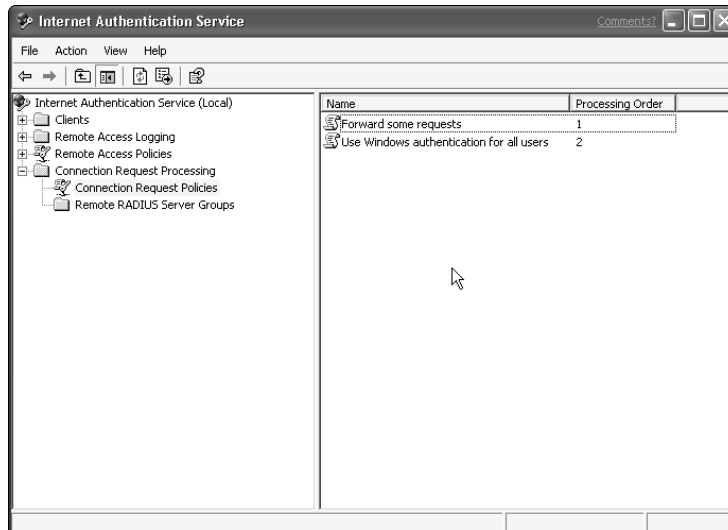 Internet Authentication Service Comments?
File Action View Help
Internet Authentication Service (Local)
Clients
Remote Access Logging
Remote Access Policies
Connection Request Processing
Connection Request Policies
Remote RADIUS Server Groups
Name Processing Order
Forward some requests 1
Use Windows authentication for all users 2